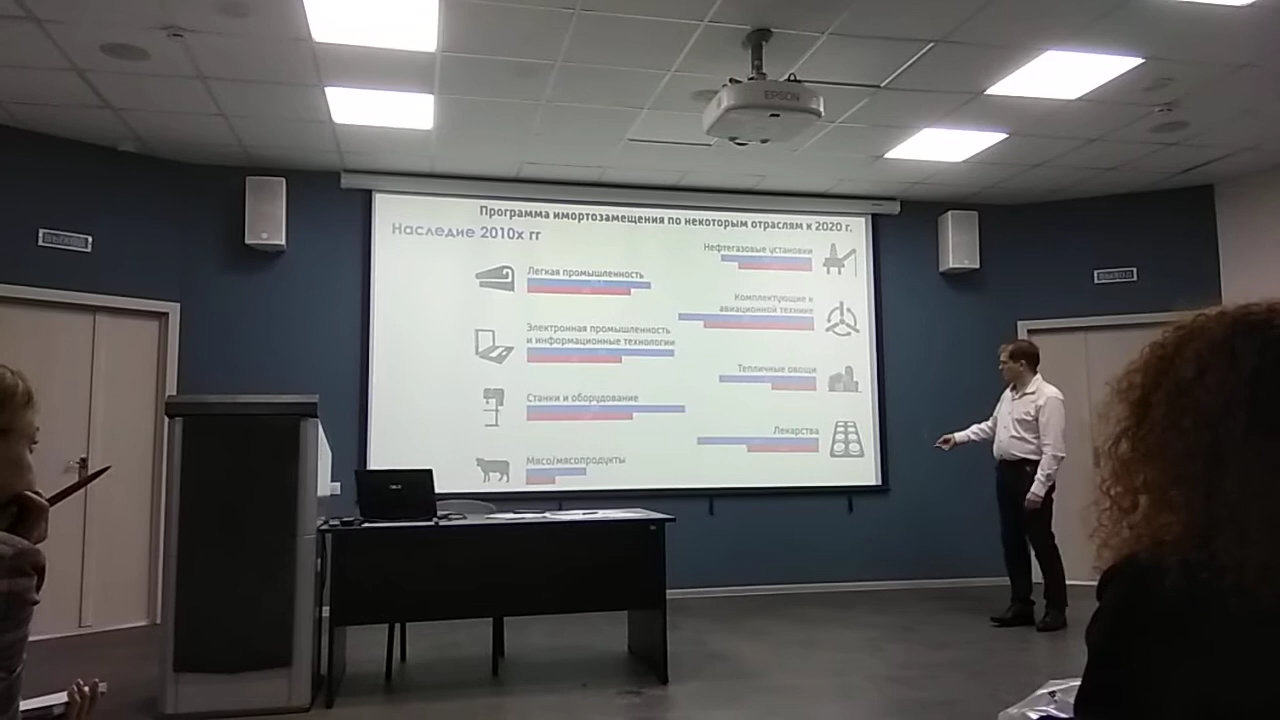 EPSON
Программа имортозамещения по некоторым отраслям к 2020 г.
Наследие 2010х гг
Легкая промышленность
Электронная промышленность
и информационные технологии
Станки и оборудование
Мясо/мясопродукты
Нефтегазовые установки
Комплектующие к
авиационной технике
Тепличные овощи
Лекарства
ВЫХОД
ВЫХОД
ASUS